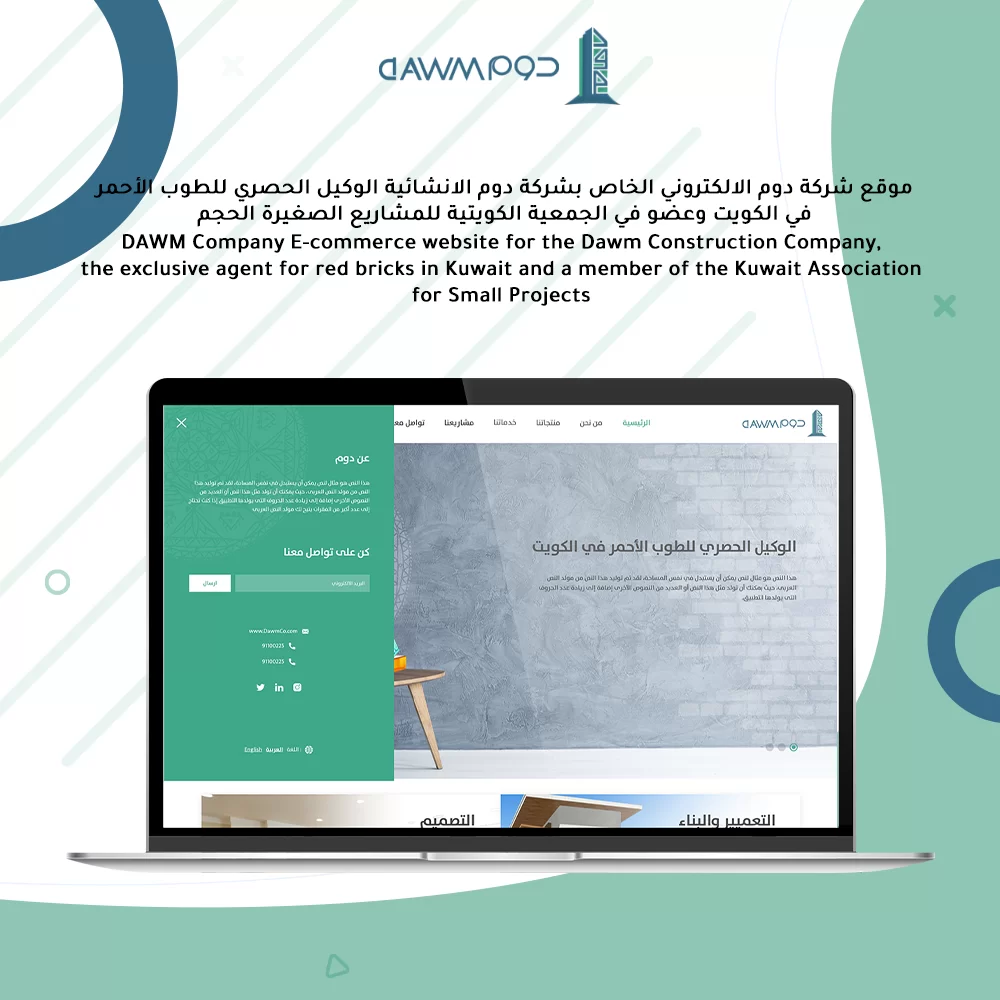 DAWM دوم
موقع شركة دوم الالكتروني الخاص بشركة دوم الانشائية الوكيل الحصري للطوب الأحمر
في الكويت وعضو في الجمعية الكويتية للمشاريع الصغيرة الحجم
DAWM Company E-commerce website for the Dawm Construction Company,
the exclusive agent for red bricks in Kuwait and a member of the Kuwait Association
for Small Projects
DAWM دوم
الرئيسية من نحن منتجاتنا خدماتنا مشاريعنا تواصل مع
الوكيل الحصري للطوب الأحمر في الكويت
هذا النص هو مثال لنص يمكن أن يستبدل في نفس المساحة، لقد تم توليد هذا النص من مولد النص
العربى، حيث يمكنك أن تولد مثل هذا النص أو العديد من النصوص الأخرى إضافة إلى زيادة عدد الحروف
التى يولدها التطبيق.
عن دوم
هذا النص هو مثال لنص يمكن أن يستبدل في نفس المساحة، لقد تم توليد هذا
النص من مولد النص العربى، حيث يمكنك أن تولد مثل هذا النص أو العديد من
النصوص الأخرى إضافة إلى زيادة عدد الحروف التى يولدها التطبيق إذا كنت تحتاج
إلى عدد أكبر من الفقرات يتيح لك مولد النص العربى
كن على تواصل معنا
البريد الالكتروني
ارسال
www.DawmCo.com
91100225
91100225
اللغة : العربية English
التعميير والبناء
التصميم